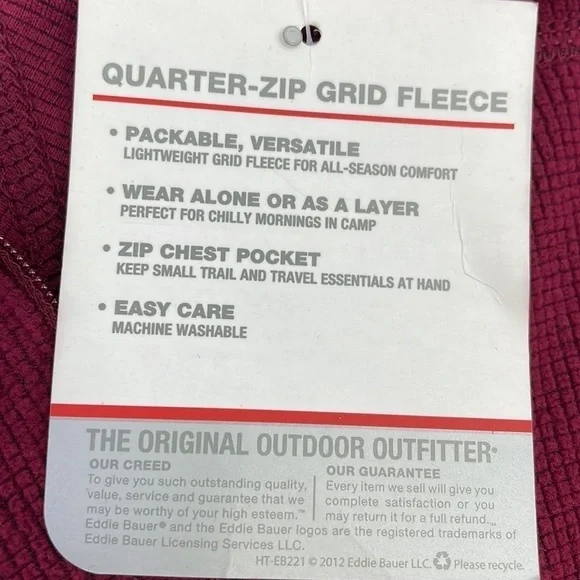 QUARTER-ZIP GRID FLEECE
• PACKABLE, VERSATILE
LIGHTWEIGHT GRID FLEECE FOR ALL-SEASON COMFORT
• WEAR ALONE OR AS A LAYER
PERFECT FOR CHILLY MORNINGS IN CAMP
• ZIP CHEST POCKET
KEEP SMALL TRAIL AND TRAVEL ESSENTIALS AT HAND
• EASY CARE
MACHINE WASHABLE
THE ORIGINAL OUTDOOR OUTFITTER®
OUR CREED
To give you such outstanding quality,
value, service and guarantee that we
may be worthy of your high esteem.™
OUR GUARANTEE
Every item we sell will give you
complete satisfaction or you
may return it for a full refund.™
Eddie Bauer® and the Eddie Bauer logos are the registered trademarks of
Eddie Bauer Licensing Services LLC.
HT-EB221 © 2012 Eddie Bauer LLC. Please recycle.